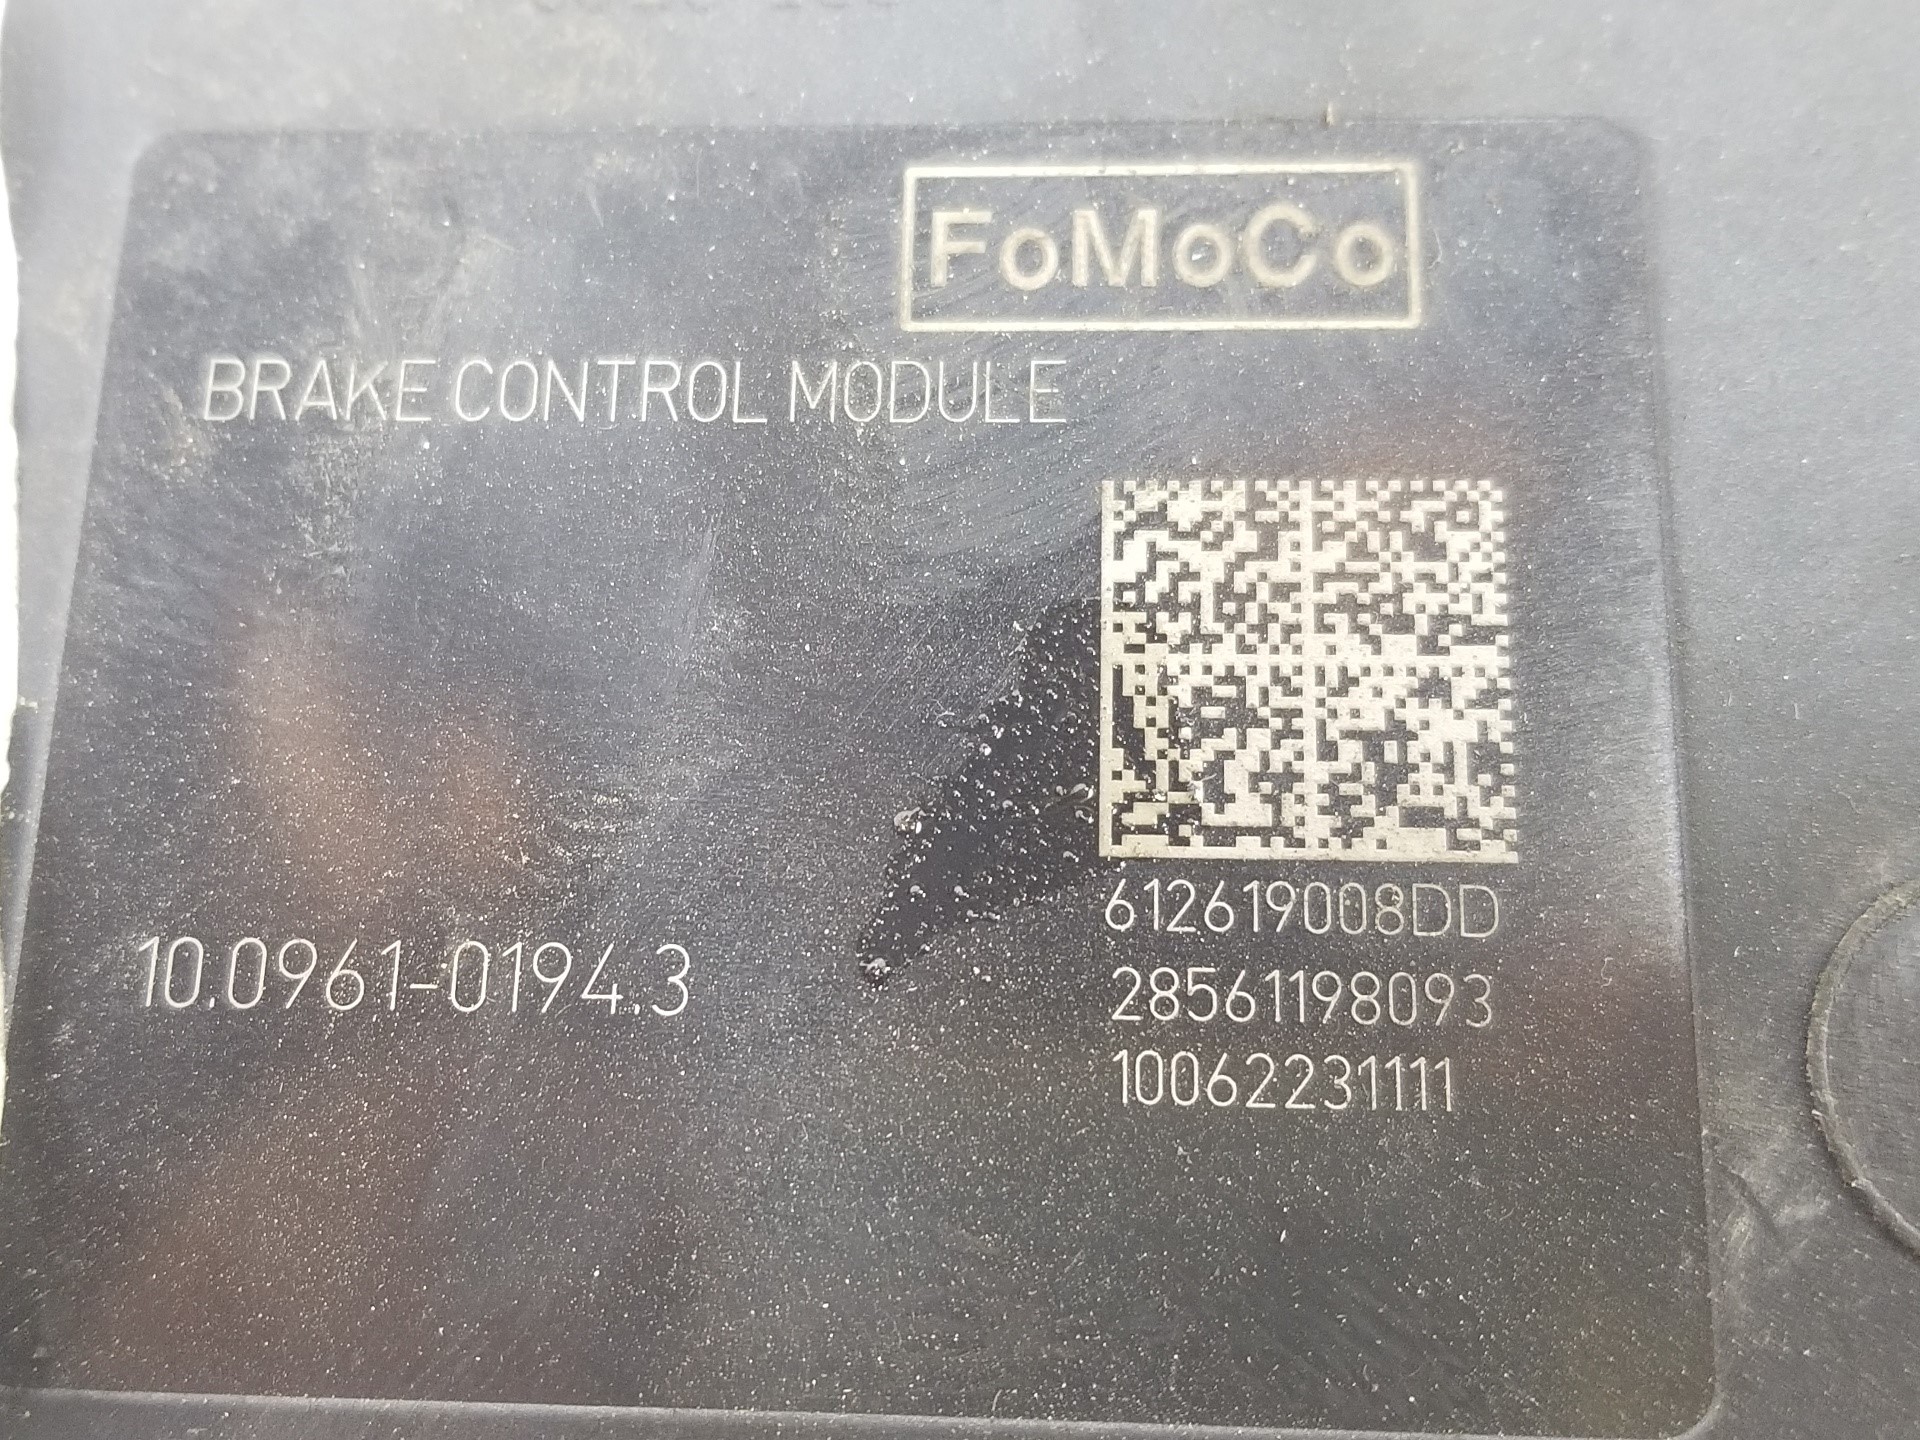 FoMoCo
BRAKE CONTROL MODULE
612619008DD
10.0961-0194.3
28561198093
10062231111